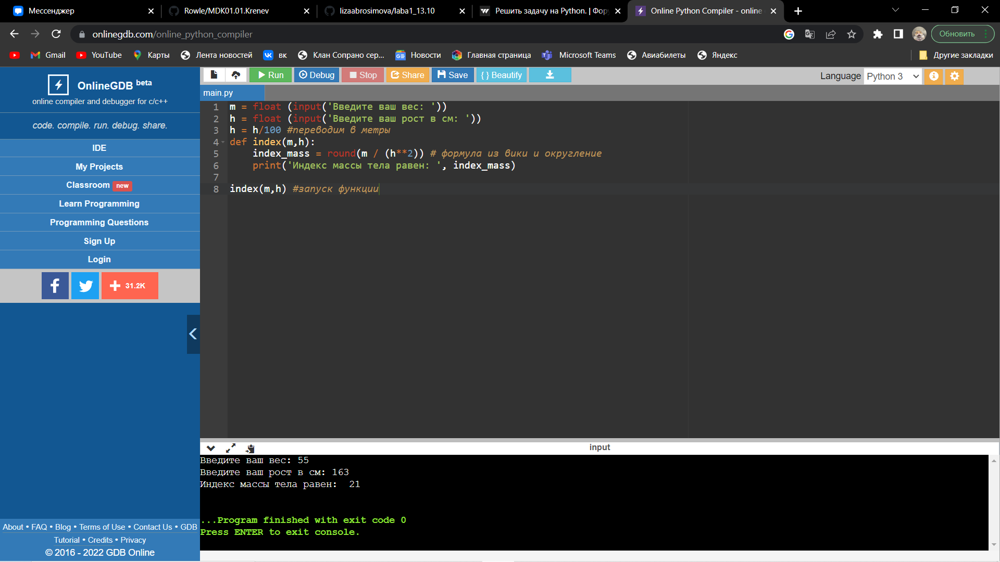 Мессенджер
Rowle/MDK01.01.Krenev
lizaabrosimova/laba1_13.10
Решить задачу на Python. | Фору
Online Python Compiler - online
onlinegdb.com/online_python_compiler
Обновить
Gmail
YouTube
Карты
Лента новостей
вк
Клан Сопрано сер...
Новости
Главная страница
Microsoft Teams
Авиабилеты
Яндекс
Другие закладки
OnlineGDB beta
online compiler and debugger for c/c++
code. compile. run. debug. share.
IDE
My Projects
Classroom new
Learn Programming
Programming Questions
Sign Up
Login
31.2K
About • FAQ • Blog • Terms of Use • Contact Us • GDB
Tutorial • Credits • Privacy
© 2016 - 2022 GDB Online
Run
Debug
Stop
Share
Save
{ } Beautify
Language Python 3
main.py
1 m = float (input('Введите ваш вес: '))
2 h = float (input('Введите ваш рост в см: '))
3 h = h/100 #переводим в метры
4 def index(m,h):
5     index_mass = round(m / (h**2)) # формула из вики и округление
6     print('Индекс массы тела равен: ', index_mass)
7
8 index(m,h) #запуск функции
input
Введите ваш вес: 55
Введите ваш рост в см: 163
Индекс массы тела равен:  21
...Program finished with exit code 0
Press ENTER to exit console.